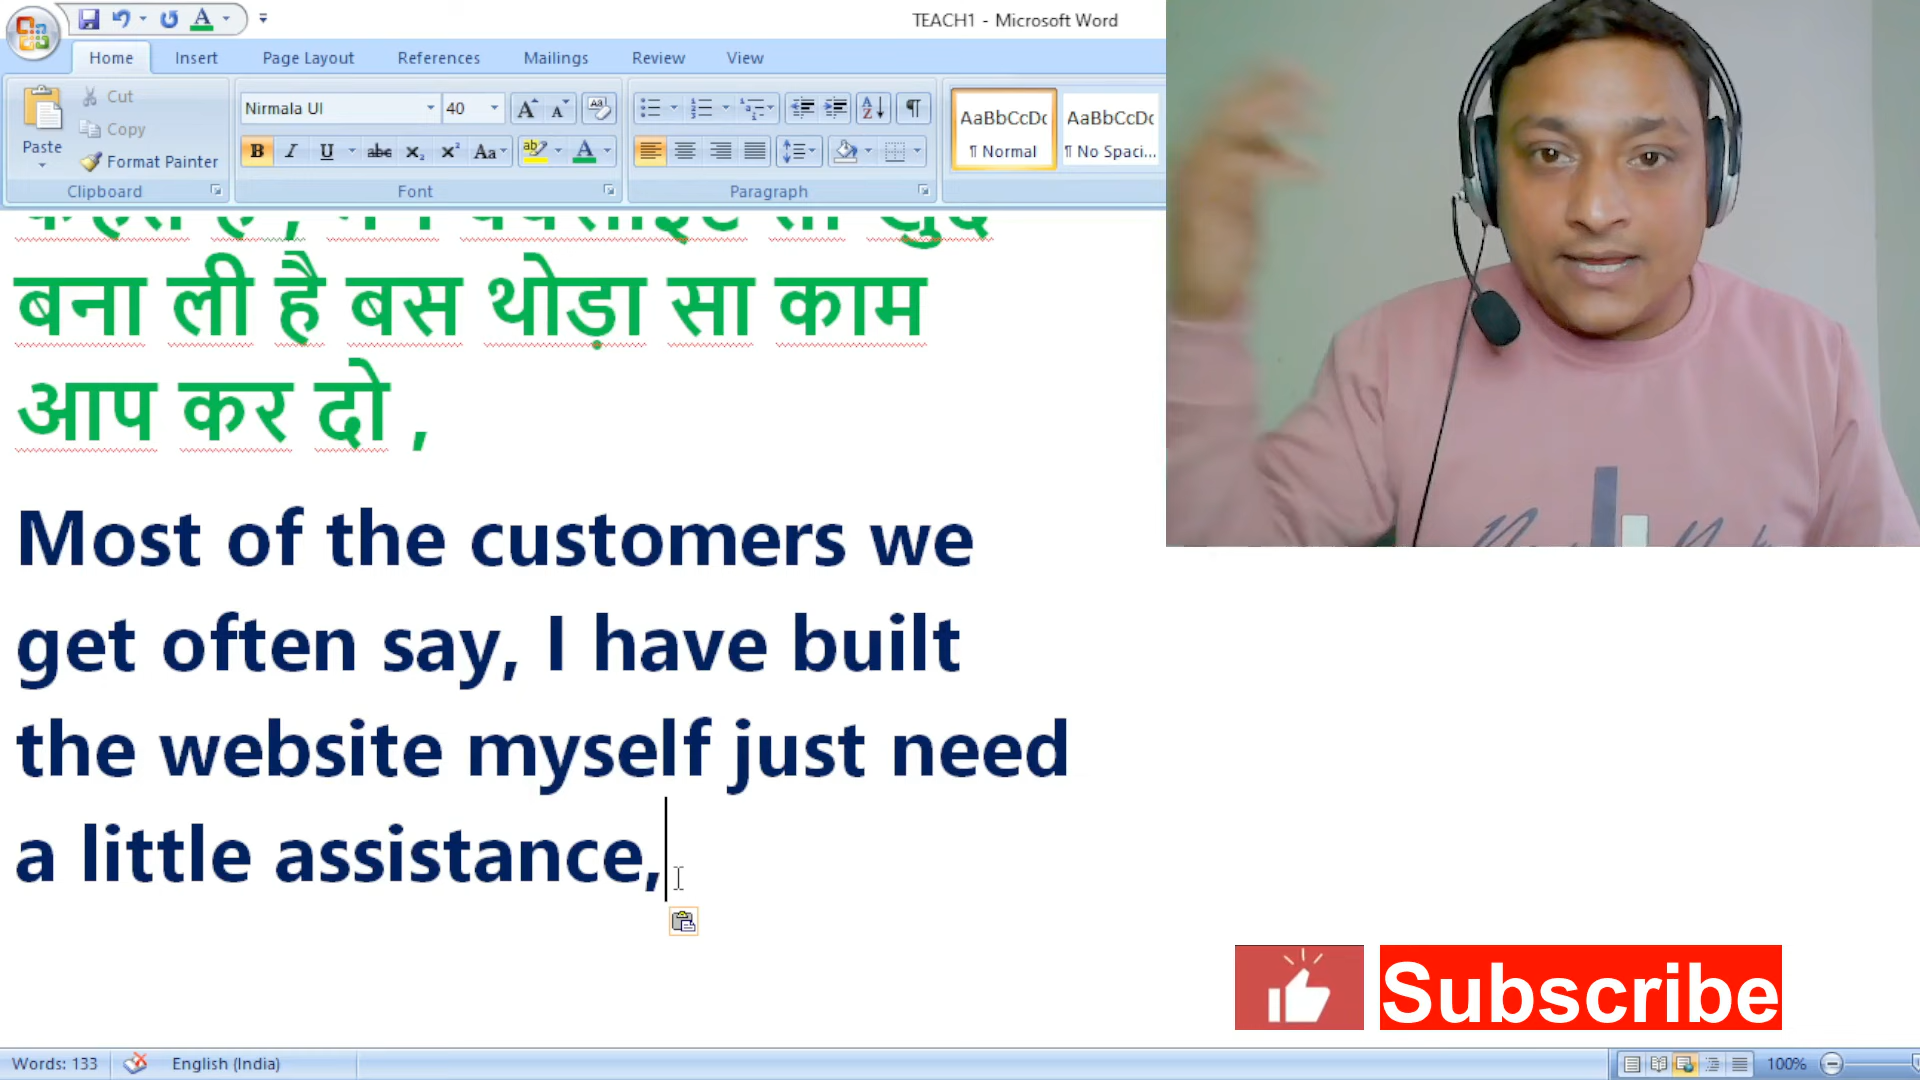 TEACH1 - Microsoft Word
Home Insert Page Layout References Mailings Review View
Paste
Cut
Copy
Format Painter
Clipboard
Nirmala UI 40
Font
Paragraph
AaBbCcDc AaBbCcDc
¶ Normal ¶ No Spaci...
बना ली है बस थोड़ा सा काम
आप कर दो ,
Most of the customers we
get often say, I have built
the website myself just need
a little assistance,
Subscribe
Words: 133 English (India) 100%